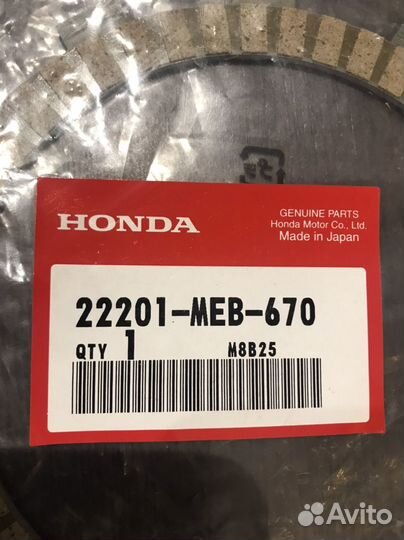 HONDA
GENUINE PARTS
Honda Motor Co., Ltd.
Made in Japan
22201-MEB-670
QTY 1 M8B25
Avito